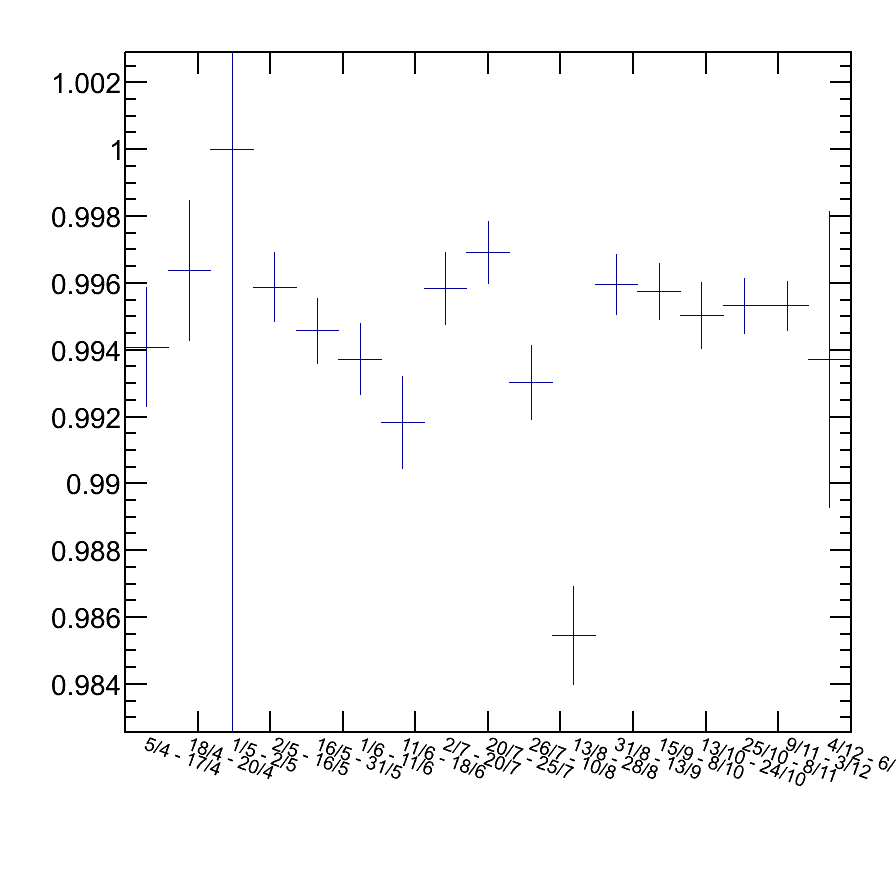 1.002
1
0.998
0.996
0.994
0.992
0.99
0.988
0.986
0.984
5/4 - 17/4
18/4 - 20/4
1/5 - 2/5
2/5 - 16/5
16/5 - 31/5
1/6 - 11/6
11/6 - 18/6
2/7 - 20/7
20/7 - 25/7
26/7 - 10/8
13/8 - 28/8
31/8 - 13/9
15/9 - 8/10
13/10 - 24/10
25/10 - 8/11
9/11 - 3/12
4/12 - 6/